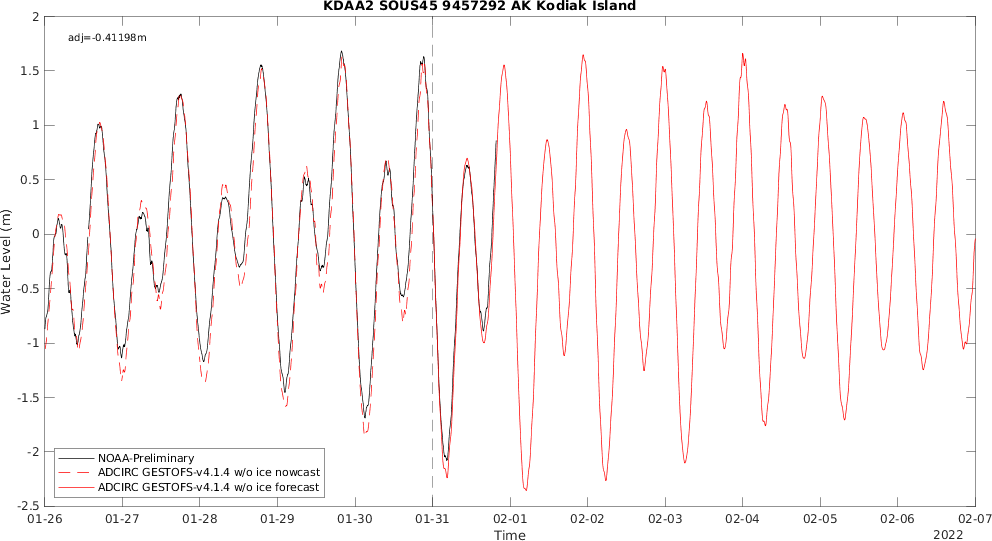 KDAA2 SOUS45 9457292 AK Kodiak Island
adj=-0.41198m
2
1.5
1
0.5
0
-0.5
-1
-1.5
-2
-2.5
Water Level (m)
NOAA-Preliminary
ADCIRC GESTOFS-v4.1.4 w/o ice nowcast
ADCIRC GESTOFS-v4.1.4 w/o ice forecast
01-26 01-27 01-28 01-29 01-30 01-31 02-01 02-02 02-03 02-04 02-05 02-06 02-07
Time
2022